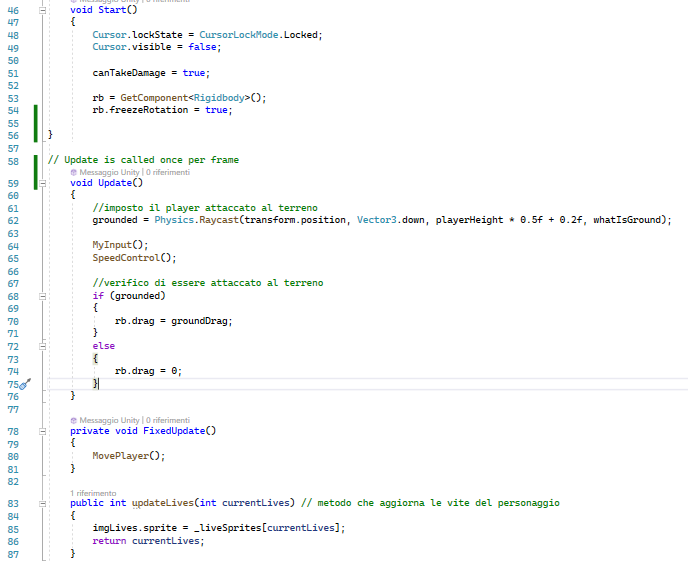 Messaggio Unity | 0 riferimenti
46 void Start()
47 {
48 Cursor.lockState = CursorLockMode.Locked;
49 Cursor.visible = false;
50
51 canTakeDamage = true;
52
53 rb = GetComponent<Rigidbody>();
54 rb.freezeRotation = true;
55
56 }
57
58 // Update is called once per frame
Messaggio Unity | 0 riferimenti
59 void Update()
60 {
61 //imposto il player attaccato al terreno
62 grounded = Physics.Raycast(transform.position, Vector3.down, playerHeight * 0.5f + 0.2f, whatIsGround);
63
64 MyInput();
65 SpeedControl();
66
67 //verifico di essere attaccato al terreno
68 if (grounded)
69 {
70 rb.drag = groundDrag;
71 }
72 else
73 {
74 rb.drag = 0;
75 }
76 }
77
Messaggio Unity | 0 riferimenti
78 private void FixedUpdate()
79 {
80 MovePlayer();
81 }
82
1 riferimento
83 public int updateLives(int currentLives) // metodo che aggiorna le vite del personaggio
84 {
85 imgLives.sprite = _liveSprites[currentLives];
86 return currentLives;
87 }